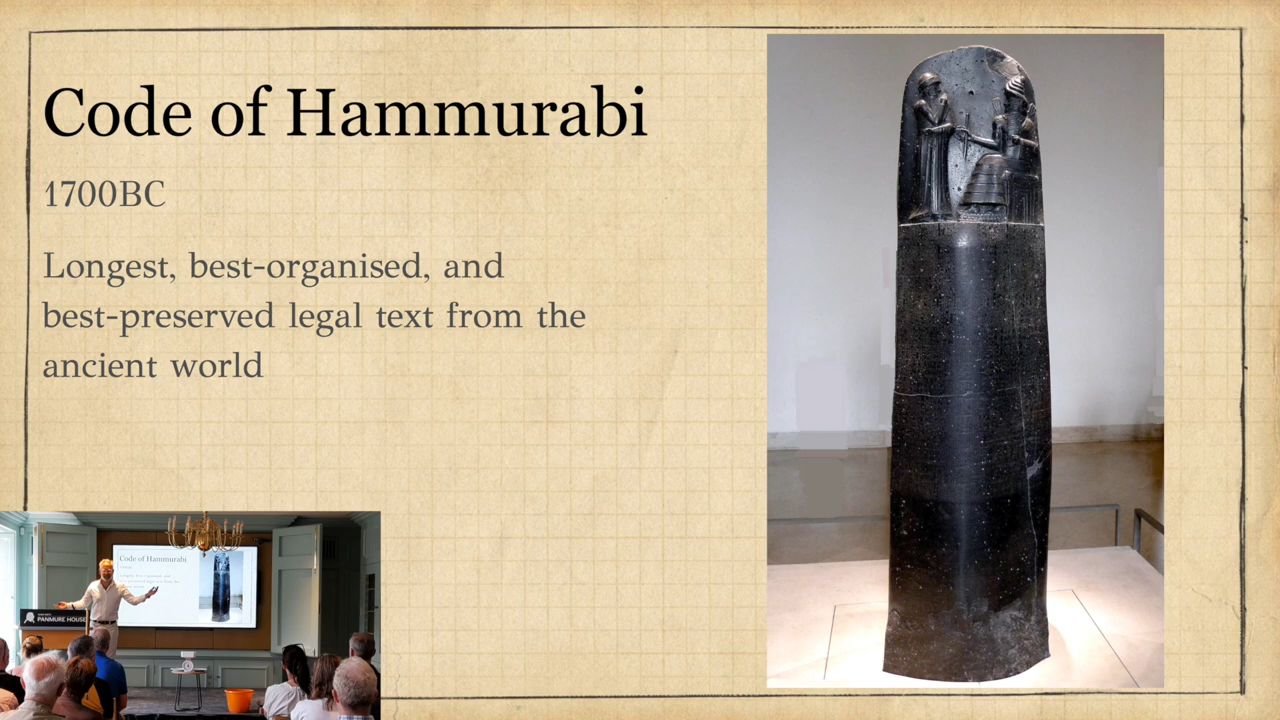 Code of Hammurabi
1700BC
Longest, best-organised, and
best-preserved legal text from the
ancient world
Code of Hammurabi
PANMURE HOUSE